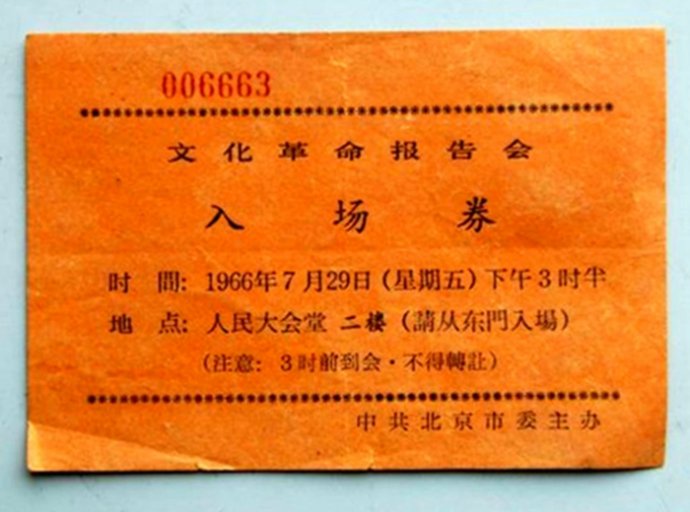 006663
文化革命报告会
入场券
时 間: 1966年7月29日(星期五)下午3时半
地 点: 人民大会堂 二楼(請从东門入場)
(注意: 3时前到会·不得轉让)
中共北京市委主办